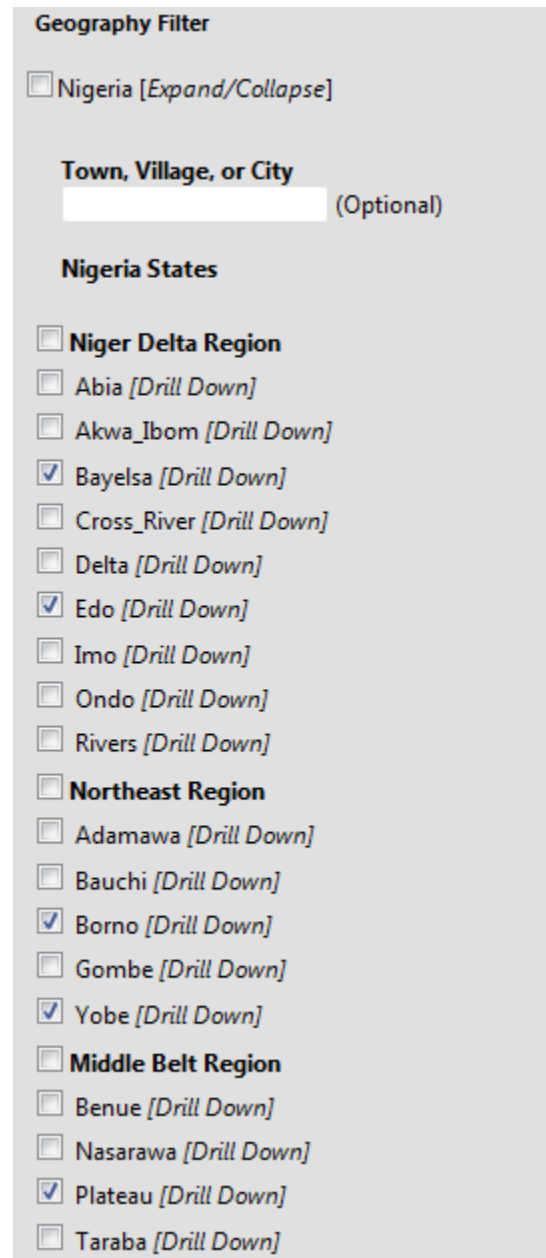 Geography Filter
Nigeria [Expand/Collapse]
Town, Village, or City
(Optional)
Nigeria States
Niger Delta Region
Abia [Drill Down]
Akwa_Ibom [Drill Down]
Bayelsa [Drill Down]
Cross_River [Drill Down]
Delta [Drill Down]
Edo [Drill Down]
Imo [Drill Down]
Ondo [Drill Down]
Rivers [Drill Down]
Northeast Region
Adamawa [Drill Down]
Bauchi [Drill Down]
Borno [Drill Down]
Gombe [Drill Down]
Yobe [Drill Down]
Middle Belt Region
Benue [Drill Down]
Nasarawa [Drill Down]
Plateau [Drill Down]
Taraba [Drill Down]